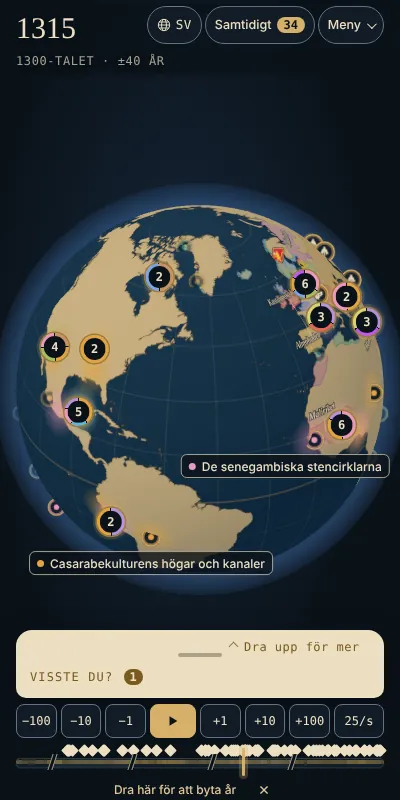 1315
SV
Samtidigt 34
Meny
1300-TALET · ±40 ÅR
2
6
2
3
3
4
2
5
6
De senegambiska stencirklarna
2
Casarabekulturens högar och kanaler
Dra upp för mer
VISSTE DU? 1
−100
−10
−1
+1
+10
+100
25/s
Dra här för att byta år ×